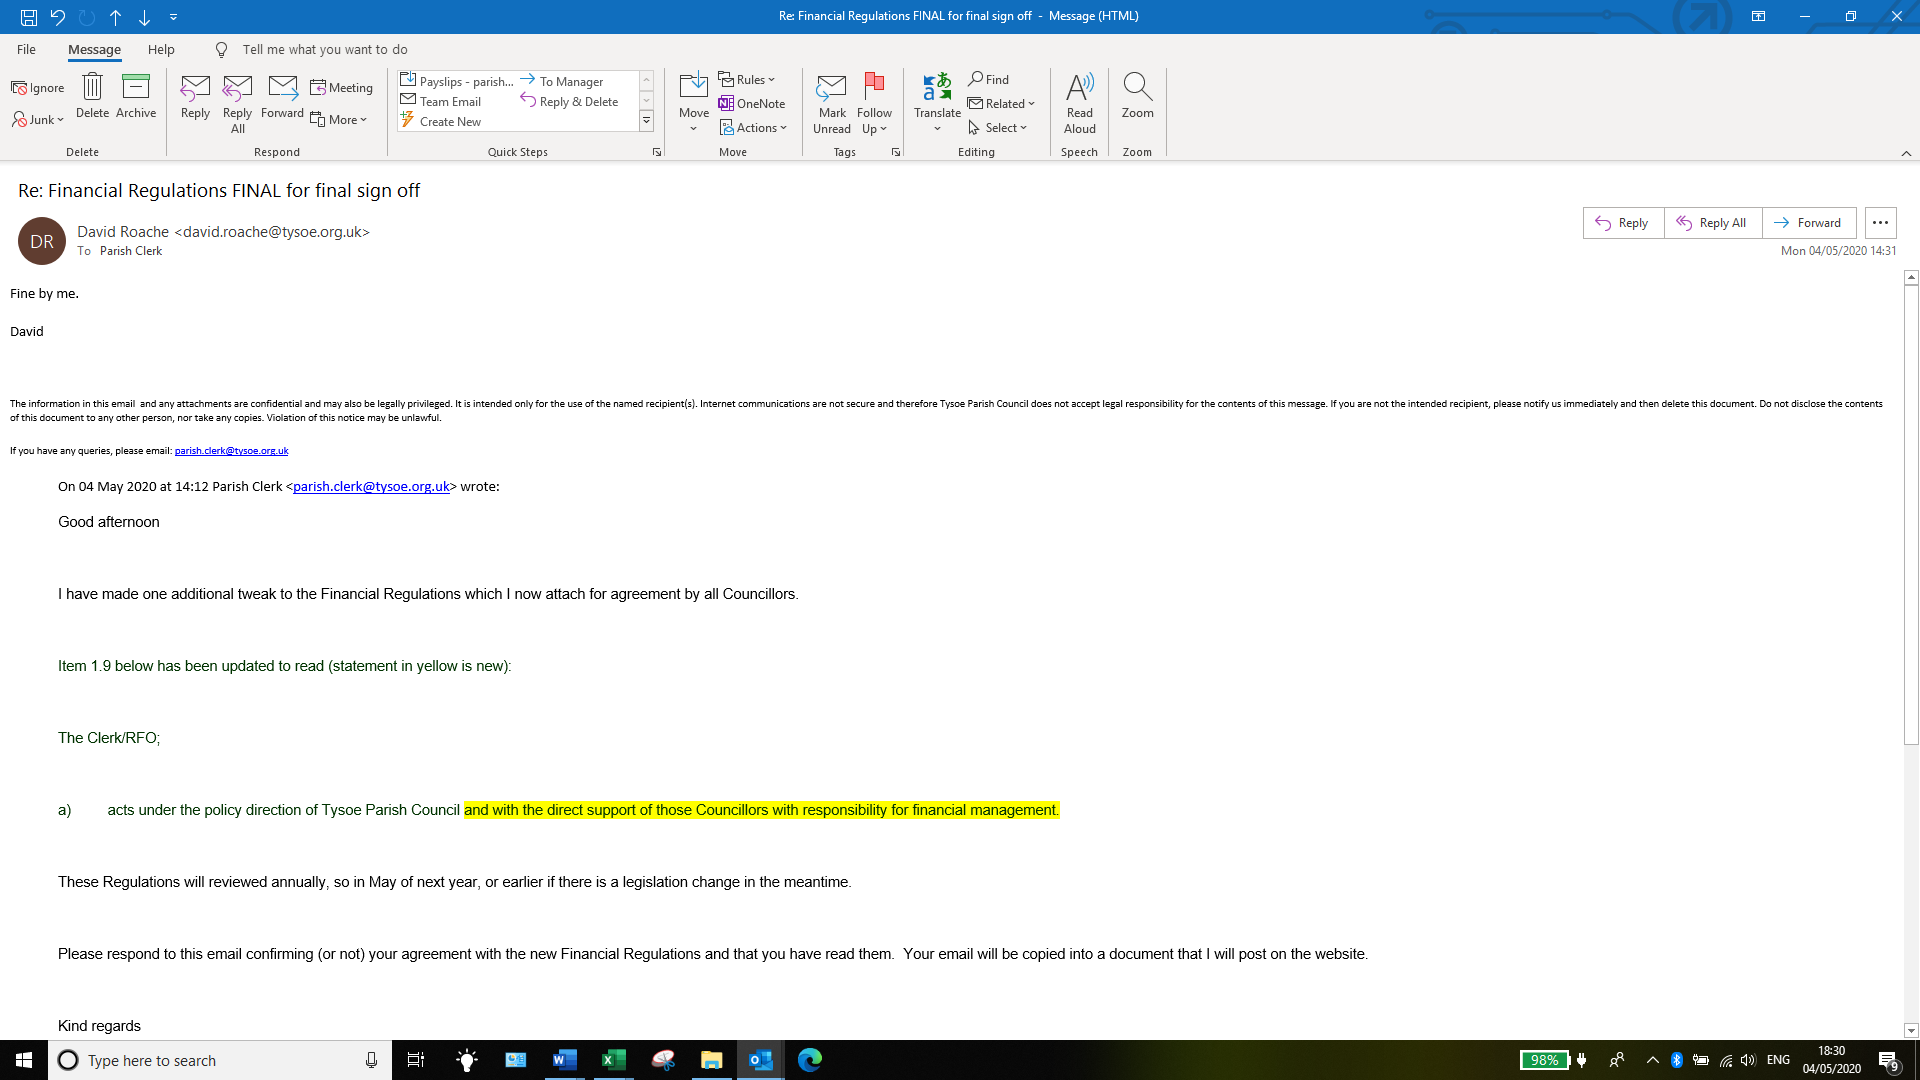 Re: Financial Regulations FINAL for final sign off - Message (HTML)
File Message Help Tell me what you want to do
Ignore
Junk
Delete
Archive
Delete
Reply
Reply All
Forward
Meeting
More
Respond
Payslips - parish...
Team Email
Create New
To Manager
Reply & Delete
Quick Steps
Move
Rules
OneNote
Actions
Move
Mark Unread
Follow Up
Tags
Translate
Find
Related
Select
Editing
Read Aloud
Speech
Zoom
Zoom
Re: Financial Regulations FINAL for final sign off
DR
David Roache <david.roache@tysoe.org.uk>
To Parish Clerk
Reply Reply All Forward
Mon 04/05/2020 14:31
Fine by me.
David
The information in this email and any attachments are confidential and may also be legally privileged. It is intended only for the use of the named recipient(s). Internet communications are not secure and therefore Tysoe Parish Council does not accept legal responsibility for the contents of this message. If you are not the intended recipient, please notify us immediately and then delete this document. Do not disclose the contents
of this document to any other person, nor take any copies. Violation of this notice may be unlawful.
If you have any queries, please email: parish.clerk@tysoe.org.uk
On 04 May 2020 at 14:12 Parish Clerk <parish.clerk@tysoe.org.uk> wrote:
Good afternoon
I have made one additional tweak to the Financial Regulations which I now attach for agreement by all Councillors.
Item 1.9 below has been updated to read (statement in yellow is new):
The Clerk/RFO;
a) acts under the policy direction of Tysoe Parish Council and with the direct support of those Councillors with responsibility for financial management.
These Regulations will reviewed annually, so in May of next year, or earlier if there is a legislation change in the meantime.
Please respond to this email confirming (or not) your agreement with the new Financial Regulations and that you have read them. Your email will be copied into a document that I will post on the website.
Kind regards
Type here to search
98%
ENG
18:30
04/05/2020
9